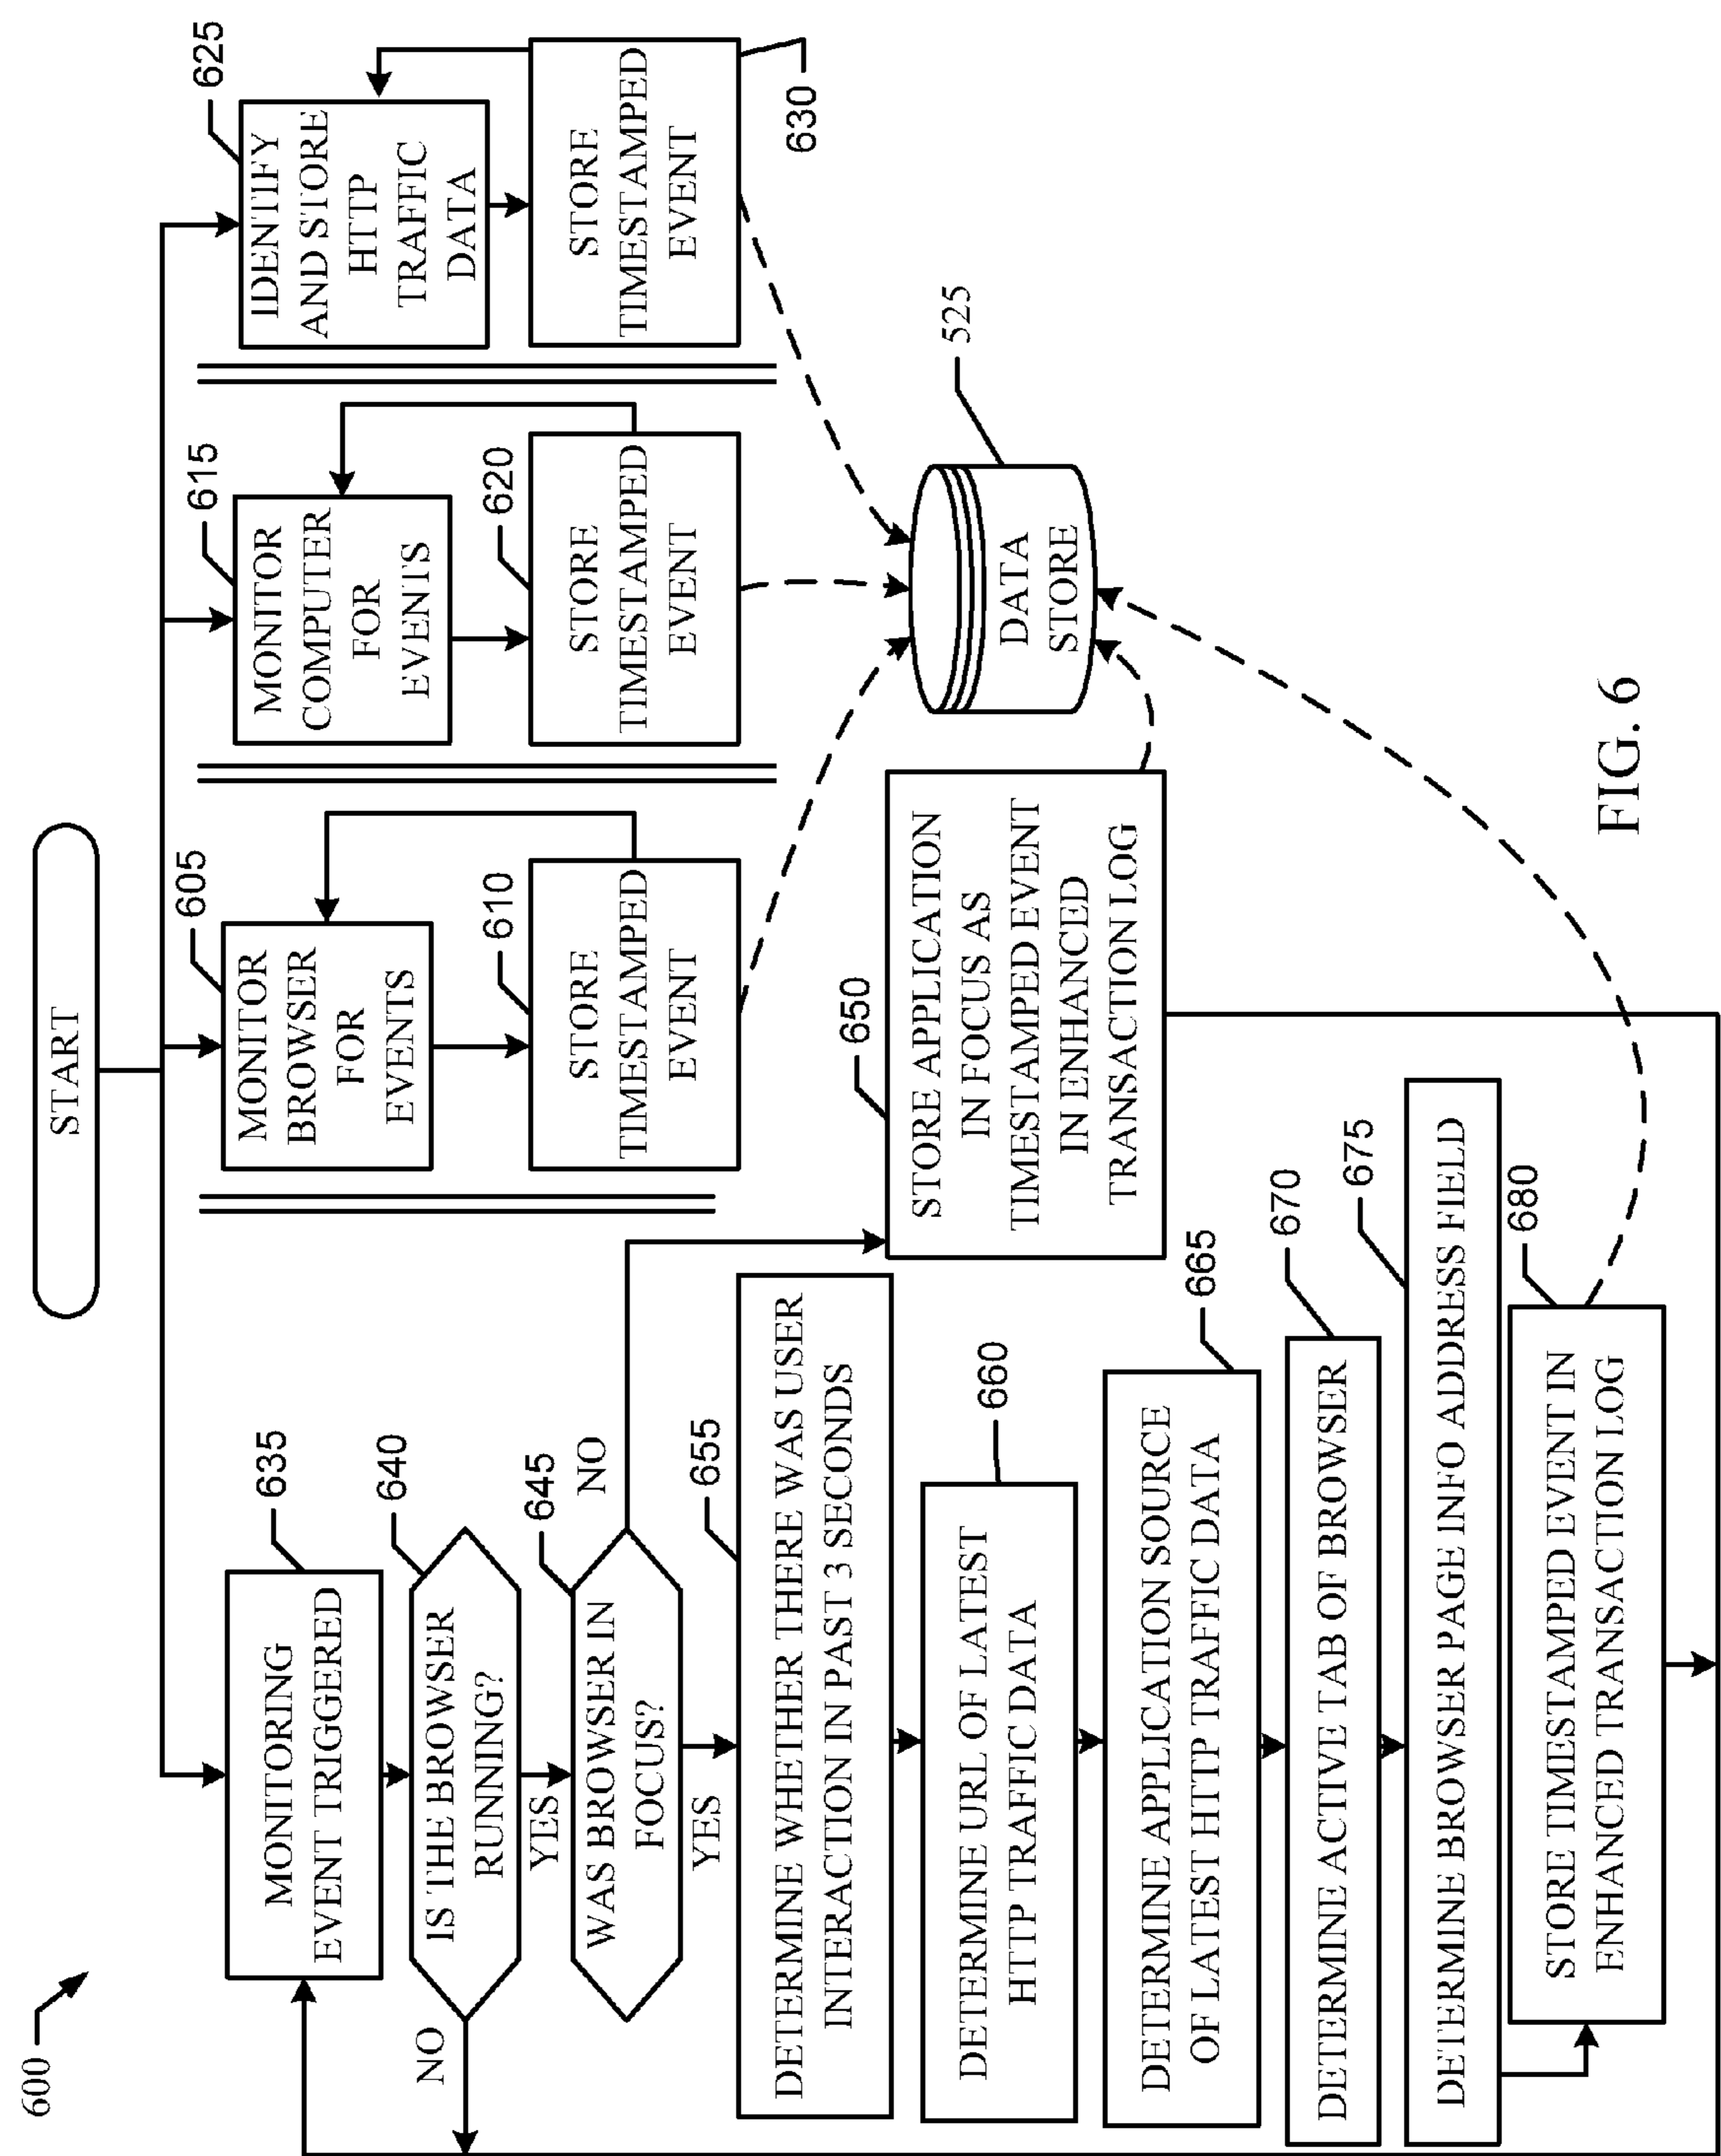 600
START
635
MONITORING
EVENT TRIGGERED
640
IS THE BROWSER
RUNNING?
NO
YES
645
WAS BROWSER IN
FOCUS?
NO
YES
655
DETERMINE WHETHER THERE WAS USER
INTERACTION IN PAST 3 SECONDS
660
DETERMINE URL OF LATEST
HTTP TRAFFIC DATA
665
DETERMINE APPLICATION SOURCE
OF LATEST HTTP TRAFFIC DATA
670
DETERMINE ACTIVE TAB OF BROWSER
675
DETERMINE BROWSER PAGE INFO ADDRESS FIELD
680
STORE TIMESTAMPED EVENT IN
ENHANCED TRANSACTION LOG
605
MONITOR
BROWSER
FOR
EVENTS
610
STORE
TIMESTAMPED
EVENT
650
STORE APPLICATION
IN FOCUS AS
TIMESTAMPED EVENT
IN ENHANCED
TRANSACTION LOG
615
MONITOR
COMPUTER
FOR
EVENTS
620
STORE
TIMESTAMPED
EVENT
625
IDENTIFY
AND STORE
HTTP
TRAFFIC
DATA
630
STORE
TIMESTAMPED
EVENT
525
DATA
STORE
FIG. 6